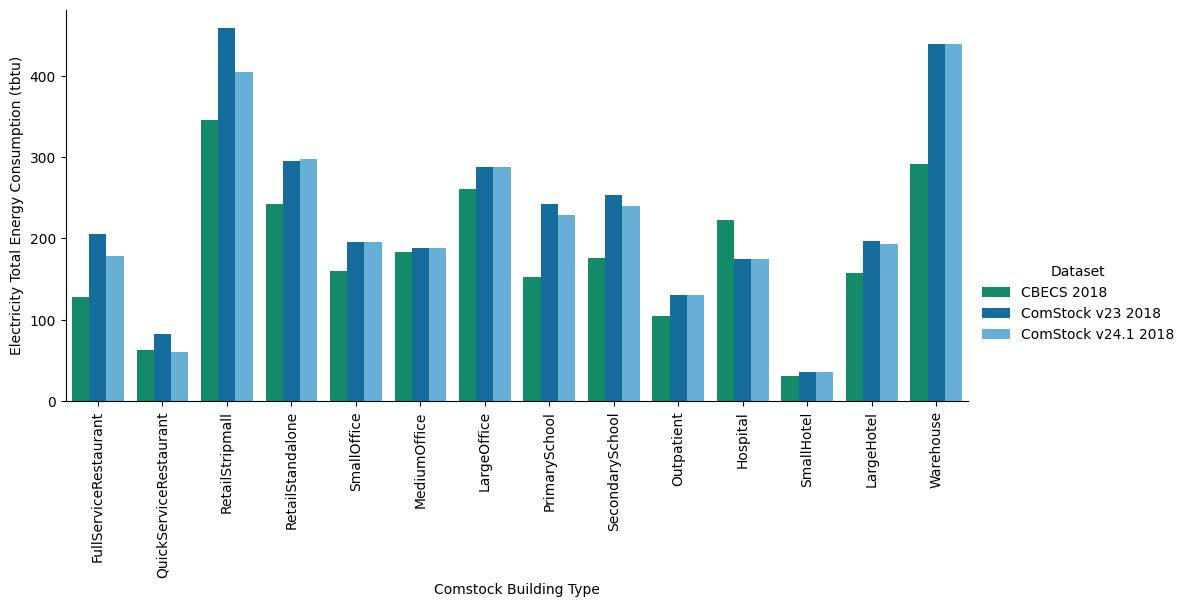 Electricity Total Energy Consumption (tbtu)
400
300
200
100
0
FullServiceRestaurant
QuickServiceRestaurant
RetailStripmall
RetailStandalone
SmallOffice
MediumOffice
LargeOffice
PrimarySchool
SecondarySchool
Outpatient
Hospital
SmallHotel
LargeHotel
Warehouse
Comstock Building Type
Dataset
CBECS 2018
ComStock v23 2018
ComStock v24.1 2018